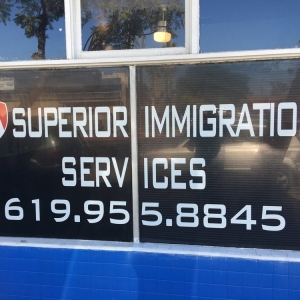 SUPERIOR IMMIGRATIO
SERVICES
619.955.8845